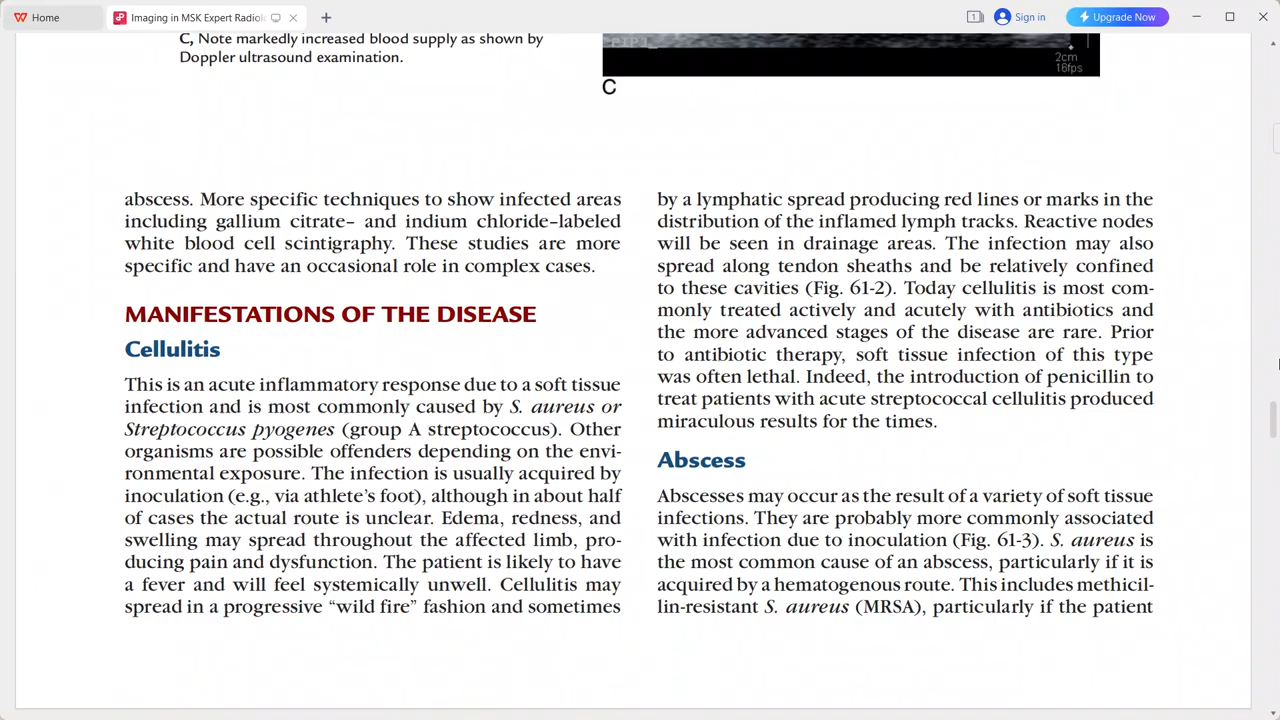 Home
Imaging in MSK Expert Radiol
1
Sign in
Upgrade Now
C, Note markedly increased blood supply as shown by
Doppler ultrasound examination.
2cm
16fps
C
abscess. More specific techniques to show infected areas
including gallium citrate– and indium chloride–labeled
white blood cell scintigraphy. These studies are more
specific and have an occasional role in complex cases.
MANIFESTATIONS OF THE DISEASE
Cellulitis
This is an acute inflammatory response due to a soft tissue
infection and is most commonly caused by S. aureus or
Streptococcus pyogenes (group A streptococcus). Other
organisms are possible offenders depending on the envi-
ronmental exposure. The infection is usually acquired by
inoculation (e.g., via athlete's foot), although in about half
of cases the actual route is unclear. Edema, redness, and
swelling may spread throughout the affected limb, pro-
ducing pain and dysfunction. The patient is likely to have
a fever and will feel systemically unwell. Cellulitis may
spread in a progressive “wild fire” fashion and sometimes
by a lymphatic spread producing red lines or marks in the
distribution of the inflamed lymph tracks. Reactive nodes
will be seen in drainage areas. The infection may also
spread along tendon sheaths and be relatively confined
to these cavities (Fig. 61-2). Today cellulitis is most com-
monly treated actively and acutely with antibiotics and
the more advanced stages of the disease are rare. Prior
to antibiotic therapy, soft tissue infection of this type
was often lethal. Indeed, the introduction of penicillin to
treat patients with acute streptococcal cellulitis produced
miraculous results for the times.
Abscess
Abscesses may occur as the result of a variety of soft tissue
infections. They are probably more commonly associated
with infection due to inoculation (Fig. 61-3). S. aureus is
the most common cause of an abscess, particularly if it is
acquired by a hematogenous route. This includes methicil-
lin-resistant S. aureus (MRSA), particularly if the patient